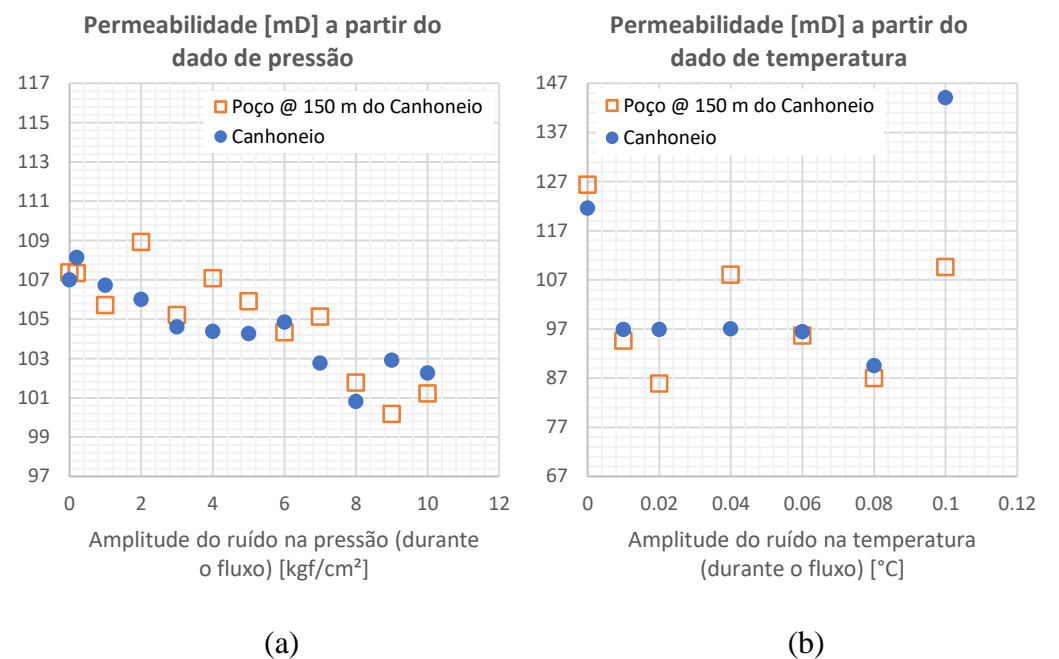 Permeabilidade [mD] a partir do
dado de pressão
117
115
113
111
109
107
105
103
101
99
97
Poço @ 150 m do Canhoneio
Canhoneio
0 2 4 6 8 10 12
Amplitude do ruído na pressão (durante
o fluxo) [kgf/cm²]
(a)
Permeabilidade [mD] a partir do
dado de temperatura
147
137
127
117
107
97
87
77
67
Poço @ 150 m do Canhoneio
Canhoneio
0 0.02 0.04 0.06 0.08 0.1 0.12
Amplitude do ruído na temperatura
(durante o fluxo) [°C]
(b)